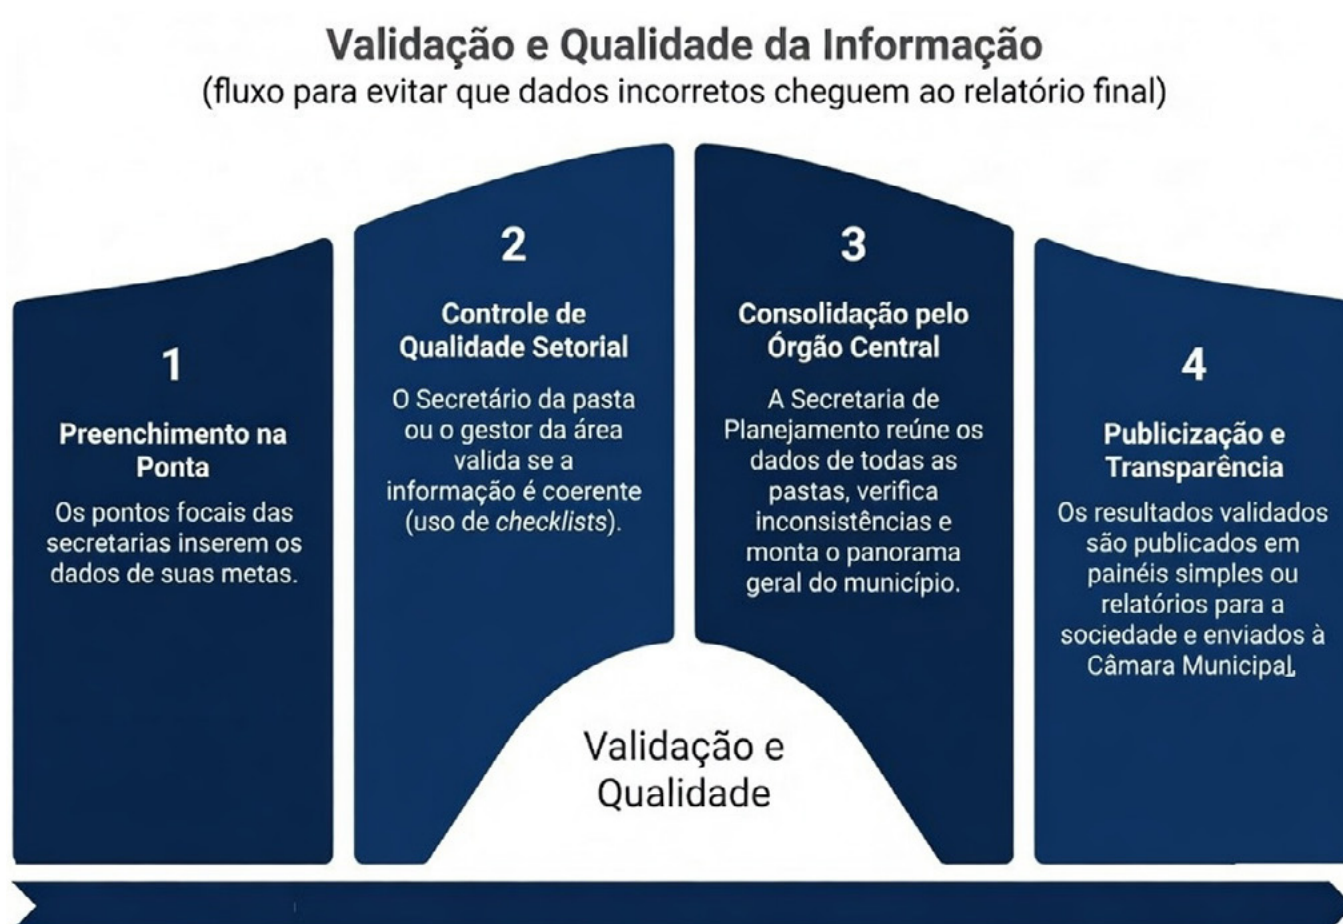 Validação e Qualidade da Informação
(fluxo para evitar que dados incorretos cheguem ao relatório final)
1
Preenchimento na
Ponta
Os pontos focais das
secretarias inserem os
dados de suas metas.
2
Controle de
Qualidade Setorial
O Secretário da pasta
ou o gestor da área
valida se a
informação é coerente
(uso de checklists).
3
Consolidação pelo
Órgão Central
A Secretaria de
Planejamento reúne os
dados de todas as
pastas, verifica
inconsistências e
monta o panorama
geral do município.
4
Publicização e
Transparência
Os resultados validados
são publicados em
painéis simples ou
relatórios para a
sociedade e enviados à
Câmara Municipal.
Validação e
Qualidade